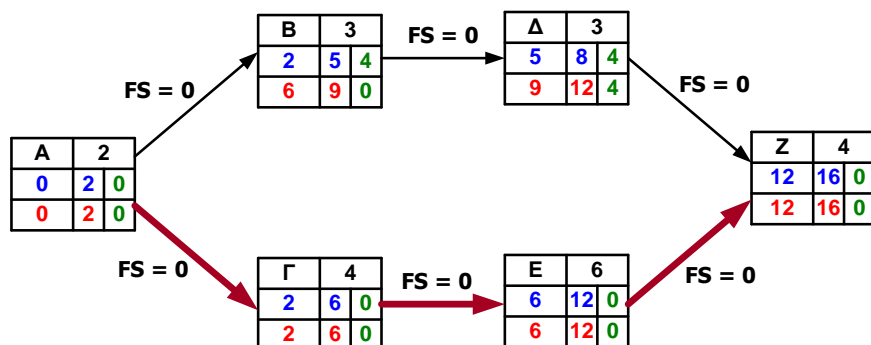 B 3
2 5 4
6 9 0
FS = 0
Δ 3
5 8 4
9 12 4
FS = 0
FS = 0
A 2
0 2 0
0 2 0
Z 4
12 16 0
12 16 0
FS = 0
Γ 4
2 6 0
2 6 0
FS = 0
E 6
6 12 0
6 12 0
FS = 0